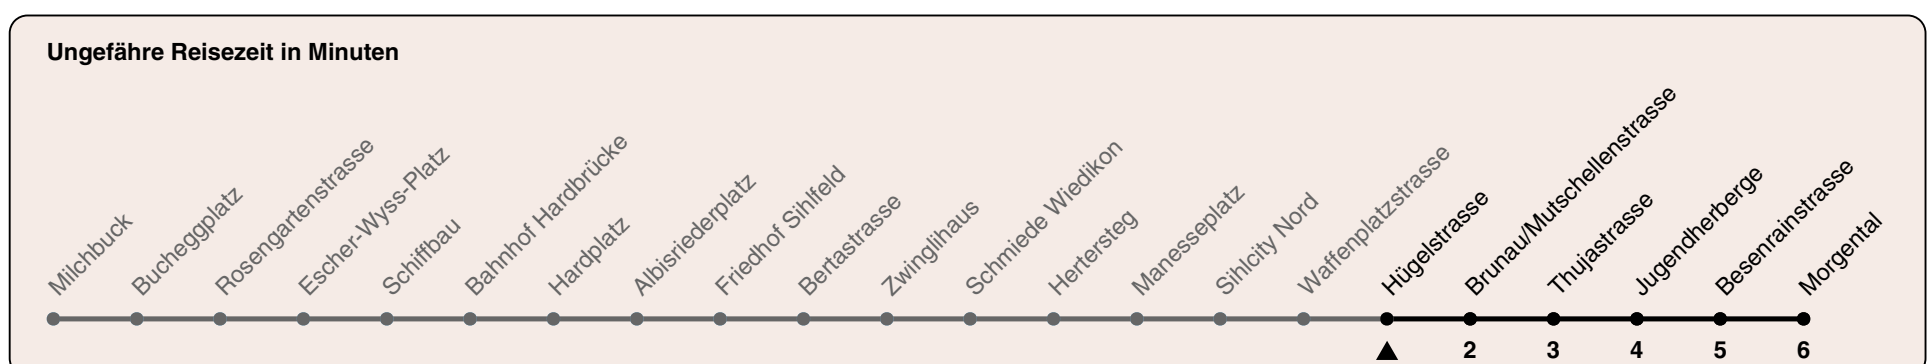 Ungefähre Reisezeit in Minuten
Milchbuck
Bucheggplatz
Rosengartenstrasse
Escher-Wyss-Platz
Schiffbau
Bahnhof Hardbrücke
Hardplatz
Albisriederplatz
Friedhof Sihlfeld
Bertastrasse
Zwinglihaus
Schmiede Wiedikon
Hertersteg
Manesseplatz
Sihlcity Nord
Waffenplatzstrasse
Hügelstrasse
Brunau/Mutschellenstrasse
Thujastrasse
Jugendherberge
Besenrainstrasse
Morgental
2 3 4 5 6